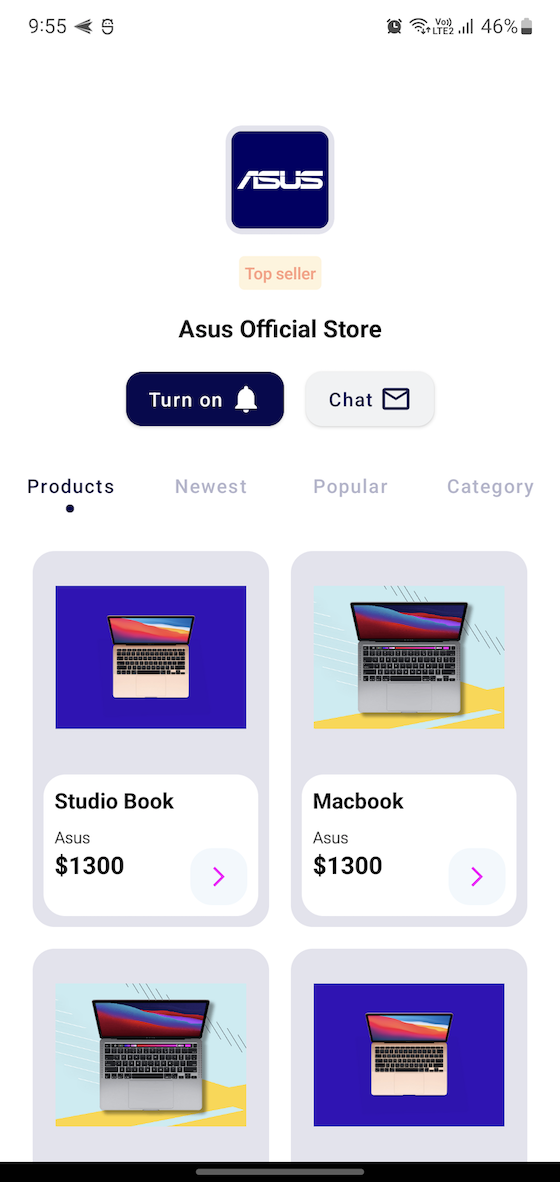 9:55
Vo))
LTE2
46%
ASUS
Top seller
Asus Official Store
Turn on
Chat
Products Newest Popular Category
Studio Book
Asus
$1300
Macbook
Asus
$1300